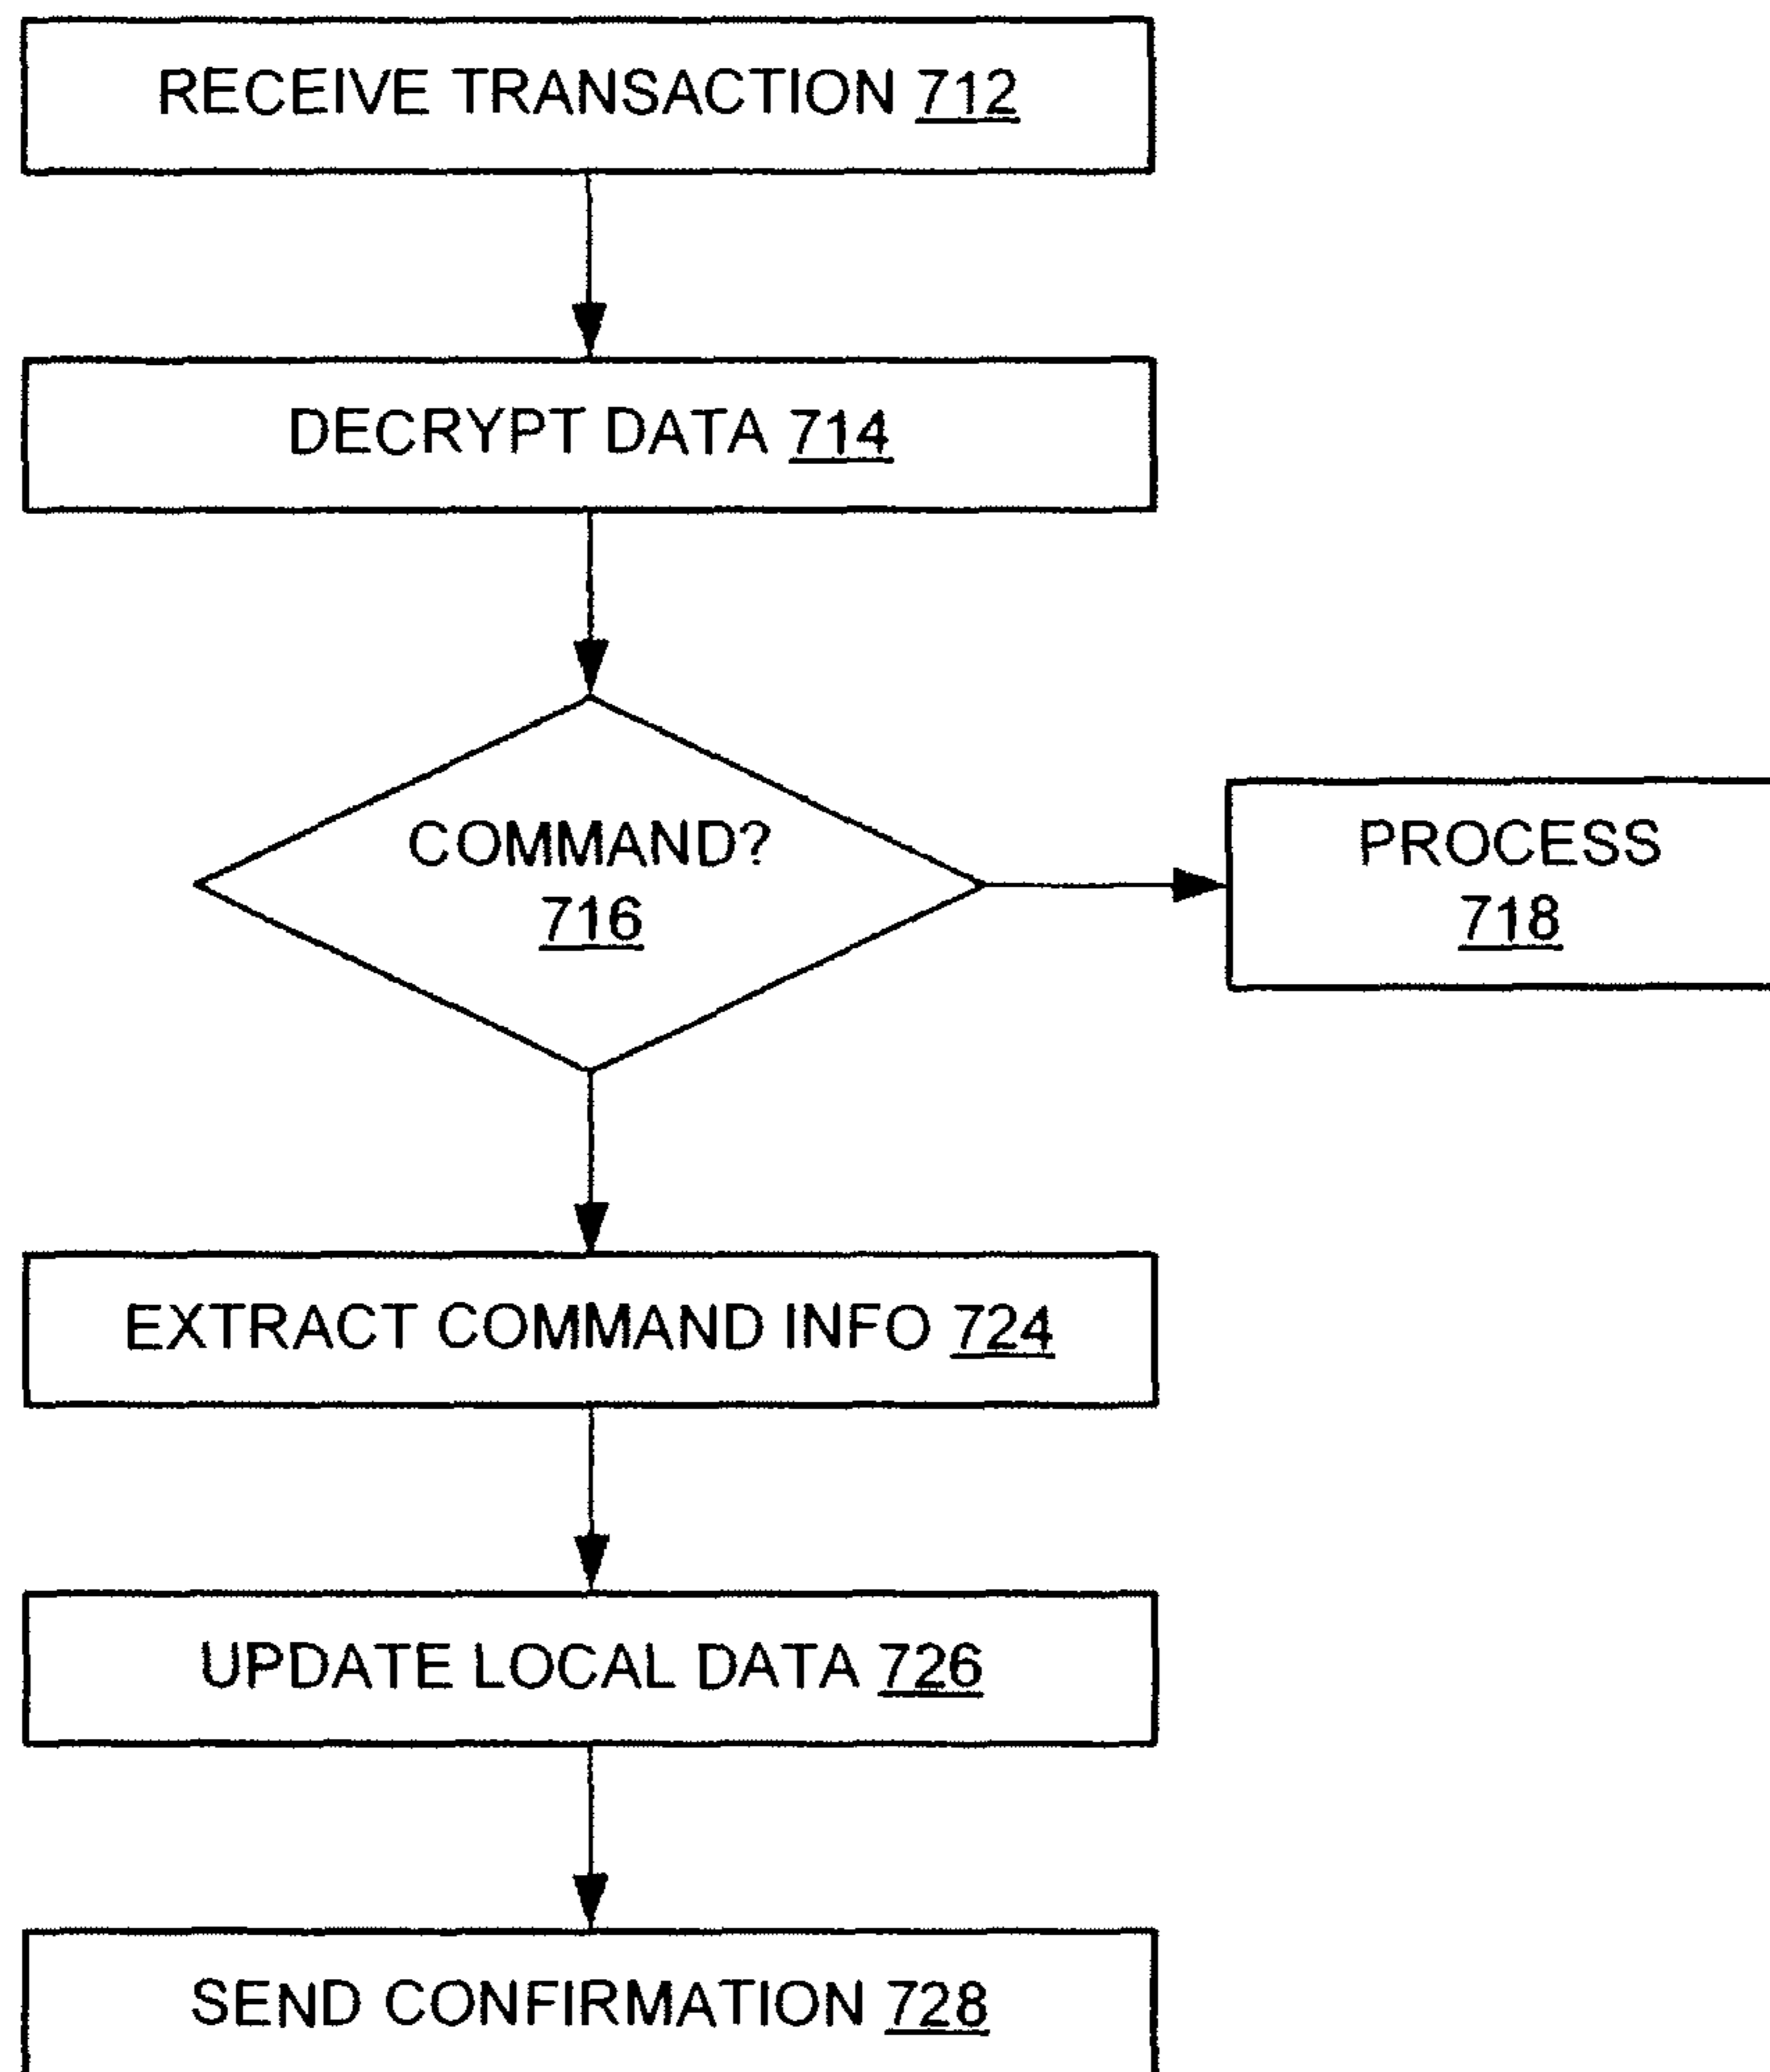 RECEIVE TRANSACTION 712
DECRYPT DATA 714
COMMAND?
716
PROCESS
718
EXTRACT COMMAND INFO 724
UPDATE LOCAL DATA 726
SEND CONFIRMATION 728